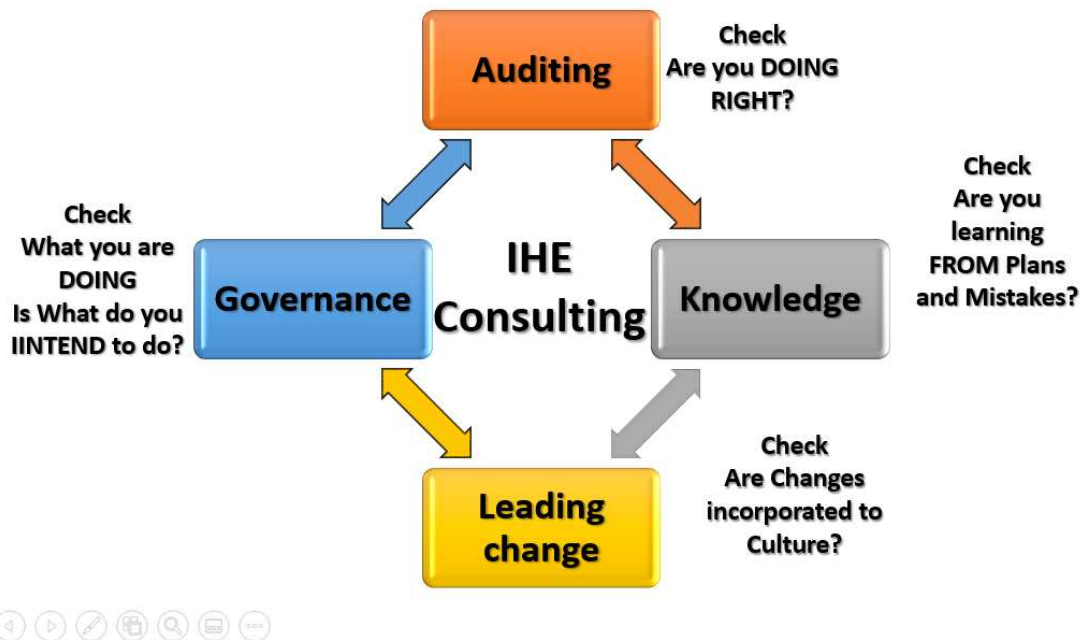 Auditing
Check
Are you DOING
RIGHT?
Check
What you are
DOING
Is What do you
IINTEND to do?
Governance
IHE
Consulting
Knowledge
Check
Are you
learning
FROM Plans
and Mistakes?
Leading
change
Check
Are Changes
incorporated to
Culture?